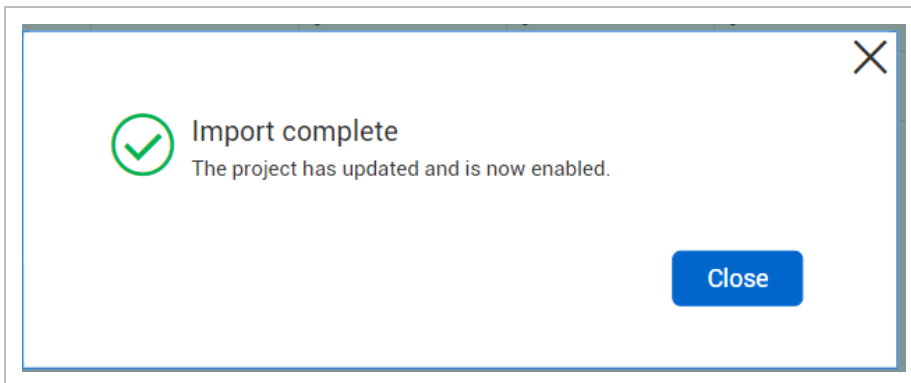 Import complete
The project has updated and is now enabled.
Close